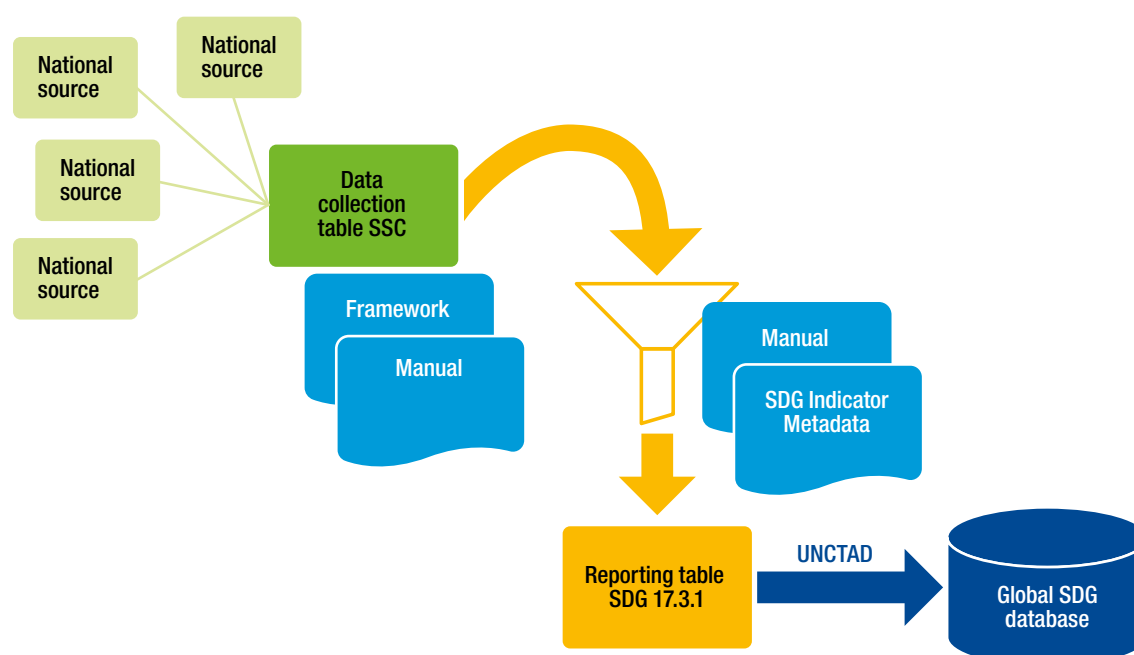 National
source
National
source
National
source
National
source
Data
collection
table SSC
Framework
Manual
Manual
SDG Indicator
Metadata
Reporting table
SDG 17.3.1
UNCTAD
Global SDG
database